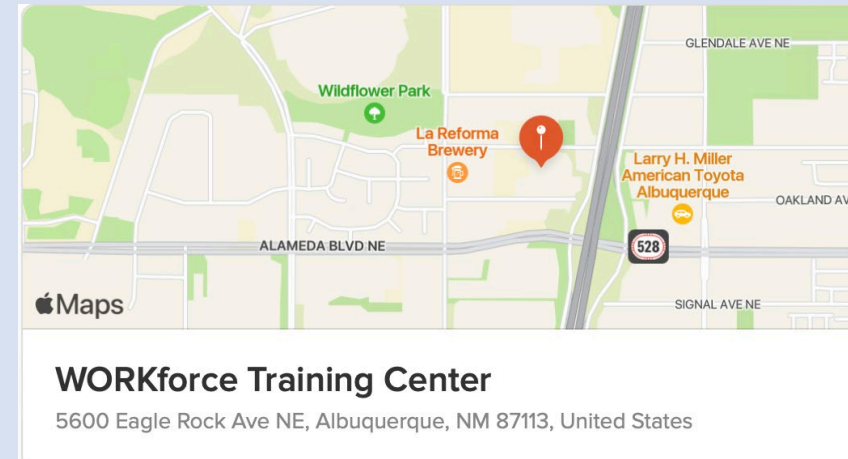 GLENDALE AVE NE
Wildflower Park
La Reforma
Brewery
Larry H. Miller
American Toyota
Albuquerque
OAKLAND AV
528
ALAMEDA BLVD NE
Maps
SIGNAL AVE NE
WORKforce Training Center
5600 Eagle Rock Ave NE, Albuquerque, NM 87113, United States